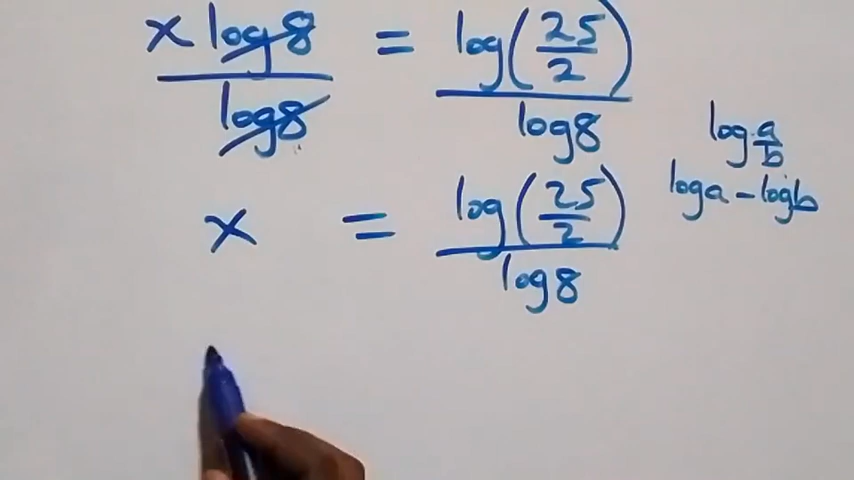 x log8 / log8 = log(25/2) / log8
log a/b
log a - log b
x = log(25/2) / log8